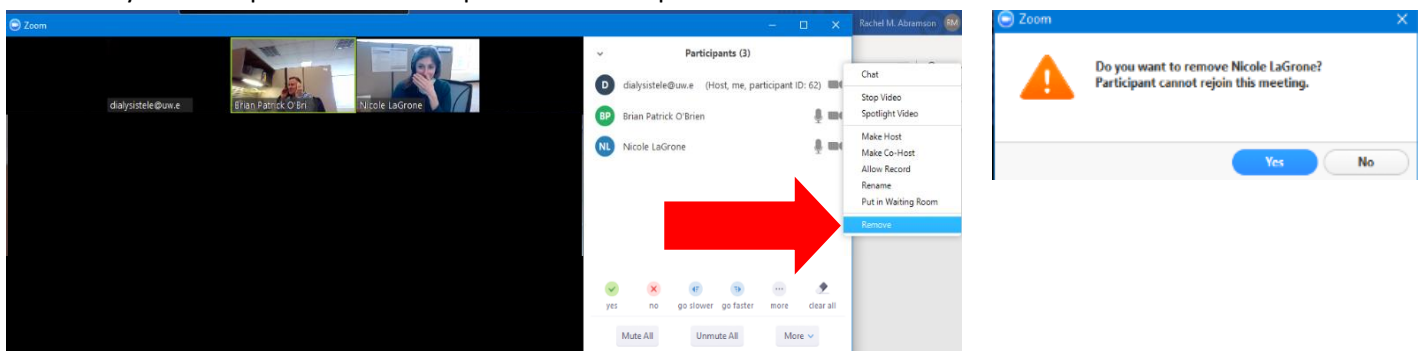 Zoom
Rachel M. Abramson RM
Participants (3)
dialysistele@uw.e
Brian Patrick O'Bri
Nicole LaGrone
D dialysistele@uw.e (Host, me, participant ID: 62)
BP Brian Patrick O'Brien
NL Nicole LaGrone
Chat
Stop Video
Spotlight Video
Make Host
Make Co-Host
Allow Record
Rename
Put in Waiting Room
Remove
yes no go slower go faster more clear all
Mute All Unmute All More
Zoom
Do you want to remove Nicole LaGrone?
Participant cannot rejoin this meeting.
Yes No